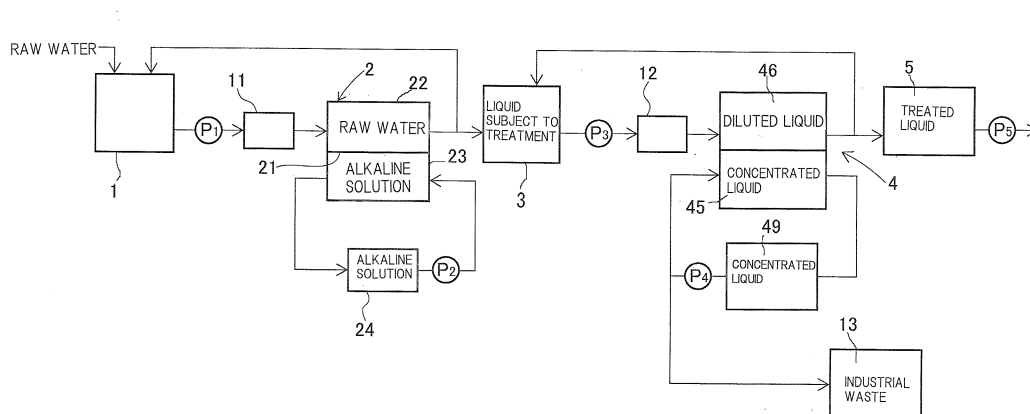 RAW WATER
1
P1
11
2
22
RAW WATER
21
23
ALKALINE
SOLUTION
ALKALINE
SOLUTION
P2
24
LIQUID
SUBJECT TO
TREATMENT
3
P3
12
46
DILUTED LIQUID
CONCENTRATED
LIQUID
45
4
49
CONCENTRATED
LIQUID
P4
13
INDUSTRIAL
WASTE
5
TREATED
LIQUID
P5